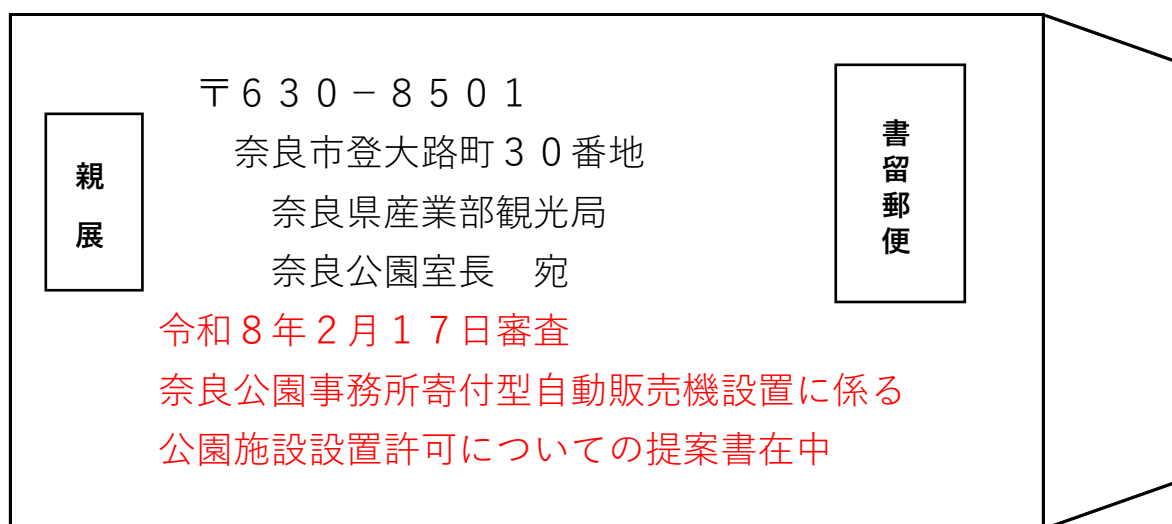 〒６３０－８５０１
奈良市登大路町３０番地
奈良県産業部観光局
奈良公園室長　宛
親展
書留郵便
令和８年２月１７日審査
奈良公園事務所寄付型自動販売機設置に係る
公園施設設置許可についての提案書在中